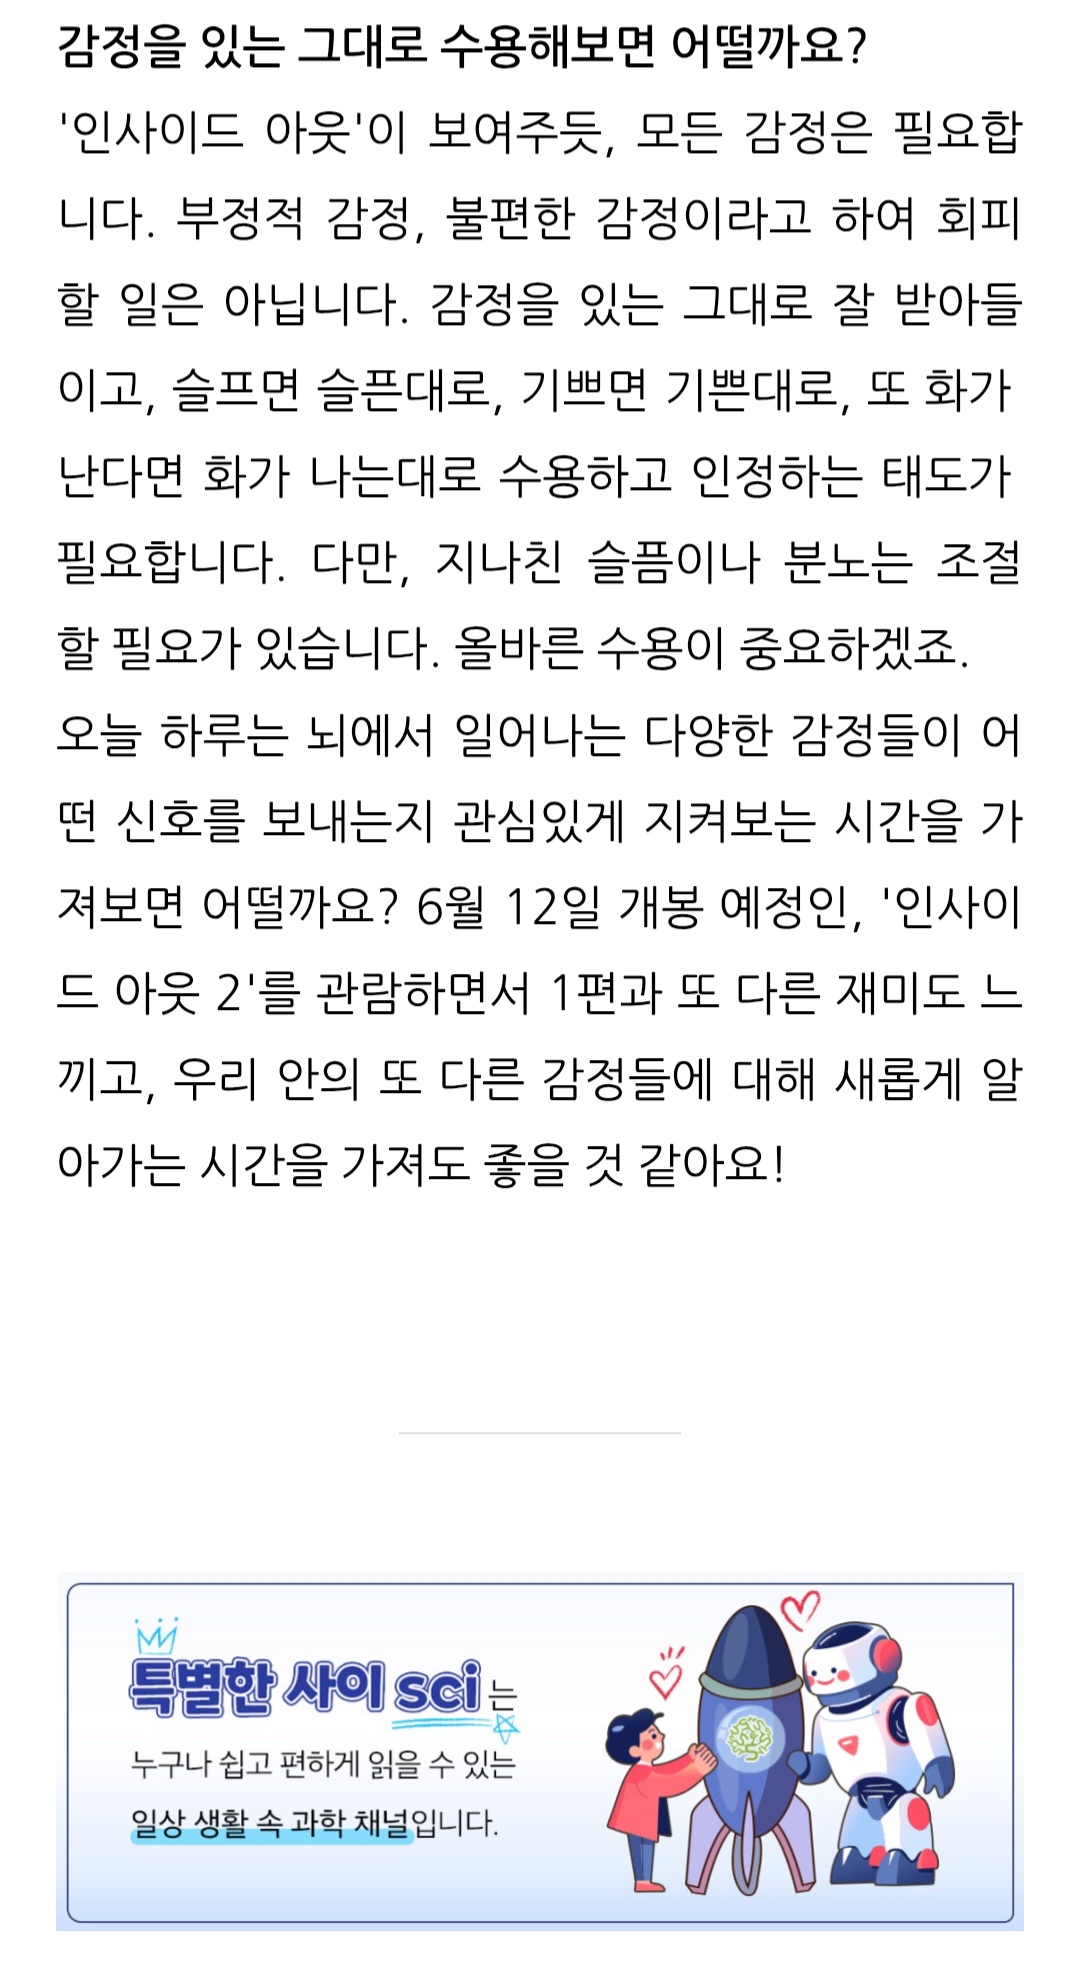 감정을 있는 그대로 수용해보면 어떨까요?
'인사이드 아웃'이 보여주듯, 모든 감정은 필요합
니다. 부정적 감정, 불편한 감정이라고 하여 회피
할 일은 아닙니다. 감정을 있는 그대로 잘 받아들
이고, 슬프면 슬픈대로, 기쁘면 기쁜대로, 또 화가
난다면 화가 나는대로 수용하고 인정하는 태도가
필요합니다. 다만, 지나친 슬픔이나 분노는 조절
할 필요가 있습니다. 올바른 수용이 중요하겠죠.
오늘 하루는 뇌에서 일어나는 다양한 감정들이 어
떤 신호를 보내는지 관심있게 지켜보는 시간을 가
져보면 어떨까요? 6월 12일 개봉 예정인, '인사이
드 아웃 2'를 관람하면서 1편과 또 다른 재미도 느
끼고, 우리 안의 또 다른 감정들에 대해 새롭게 알
아가는 시간을 가져도 좋을 것 같아요!
특별한 사이 sci는
누구나 쉽고 편하게 읽을 수 있는
일상 생활 속 과학 채널입니다.